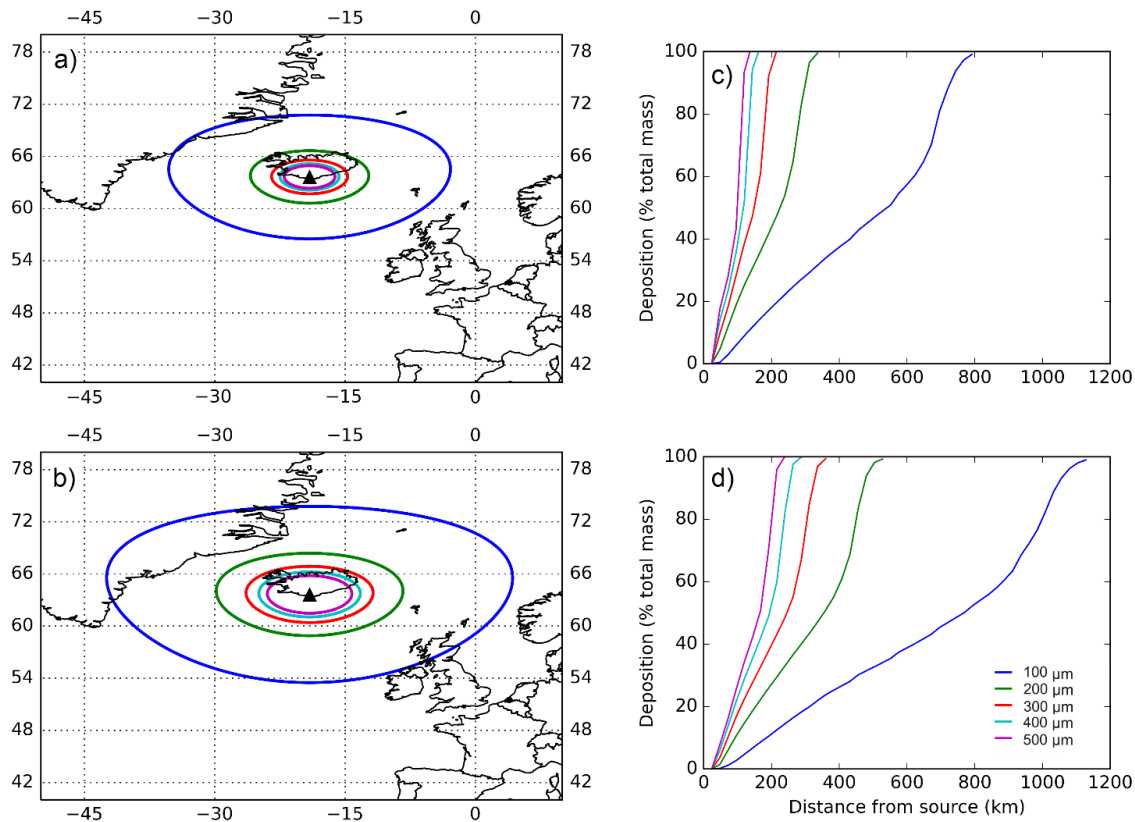 −45 −30 −15 0
a)
78
72
66
60
54
48
42
78
72
66
60
54
48
42
−45 −30 −15 0
c)
Deposition (% total mass)
100
80
60
40
20
0
0 200 400 600 800 1000 1200
−45 −30 −15 0
b)
78
72
66
60
54
48
42
78
72
66
60
54
48
42
−45 −30 −15 0
d)
Deposition (% total mass)
100
80
60
40
20
0
100 µm
200 µm
300 µm
400 µm
500 µm
0 200 400 600 800 1000 1200
Distance from source (km)